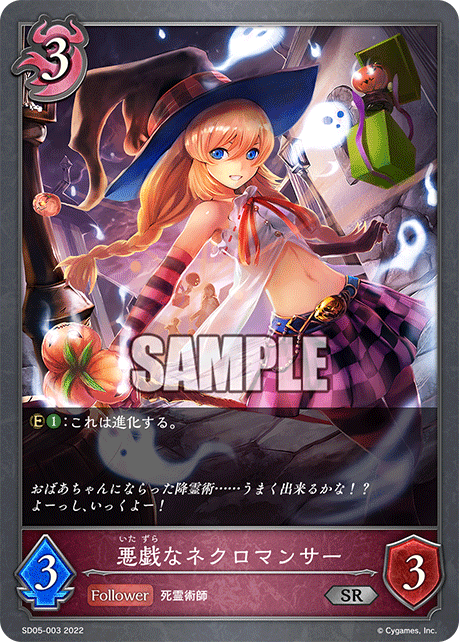 3
SAMPLE
E 1：これは進化する。
おばあちゃんにならった降霊術……うまく出来るかな！？
よーっし、いっくよー！
いたずら
悪戯なネクロマンサー
3
Follower 死霊術師
SR
3
SD05-003 2022
© Cygames, Inc.